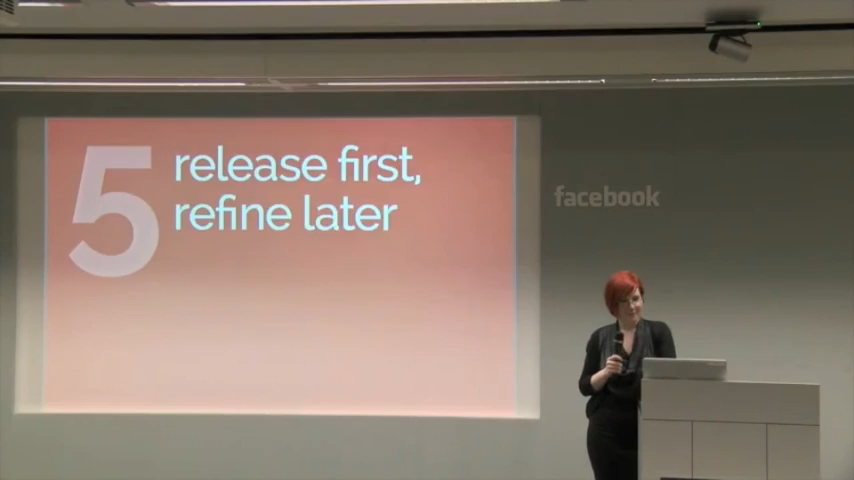 5
release first,
refine later
facebook